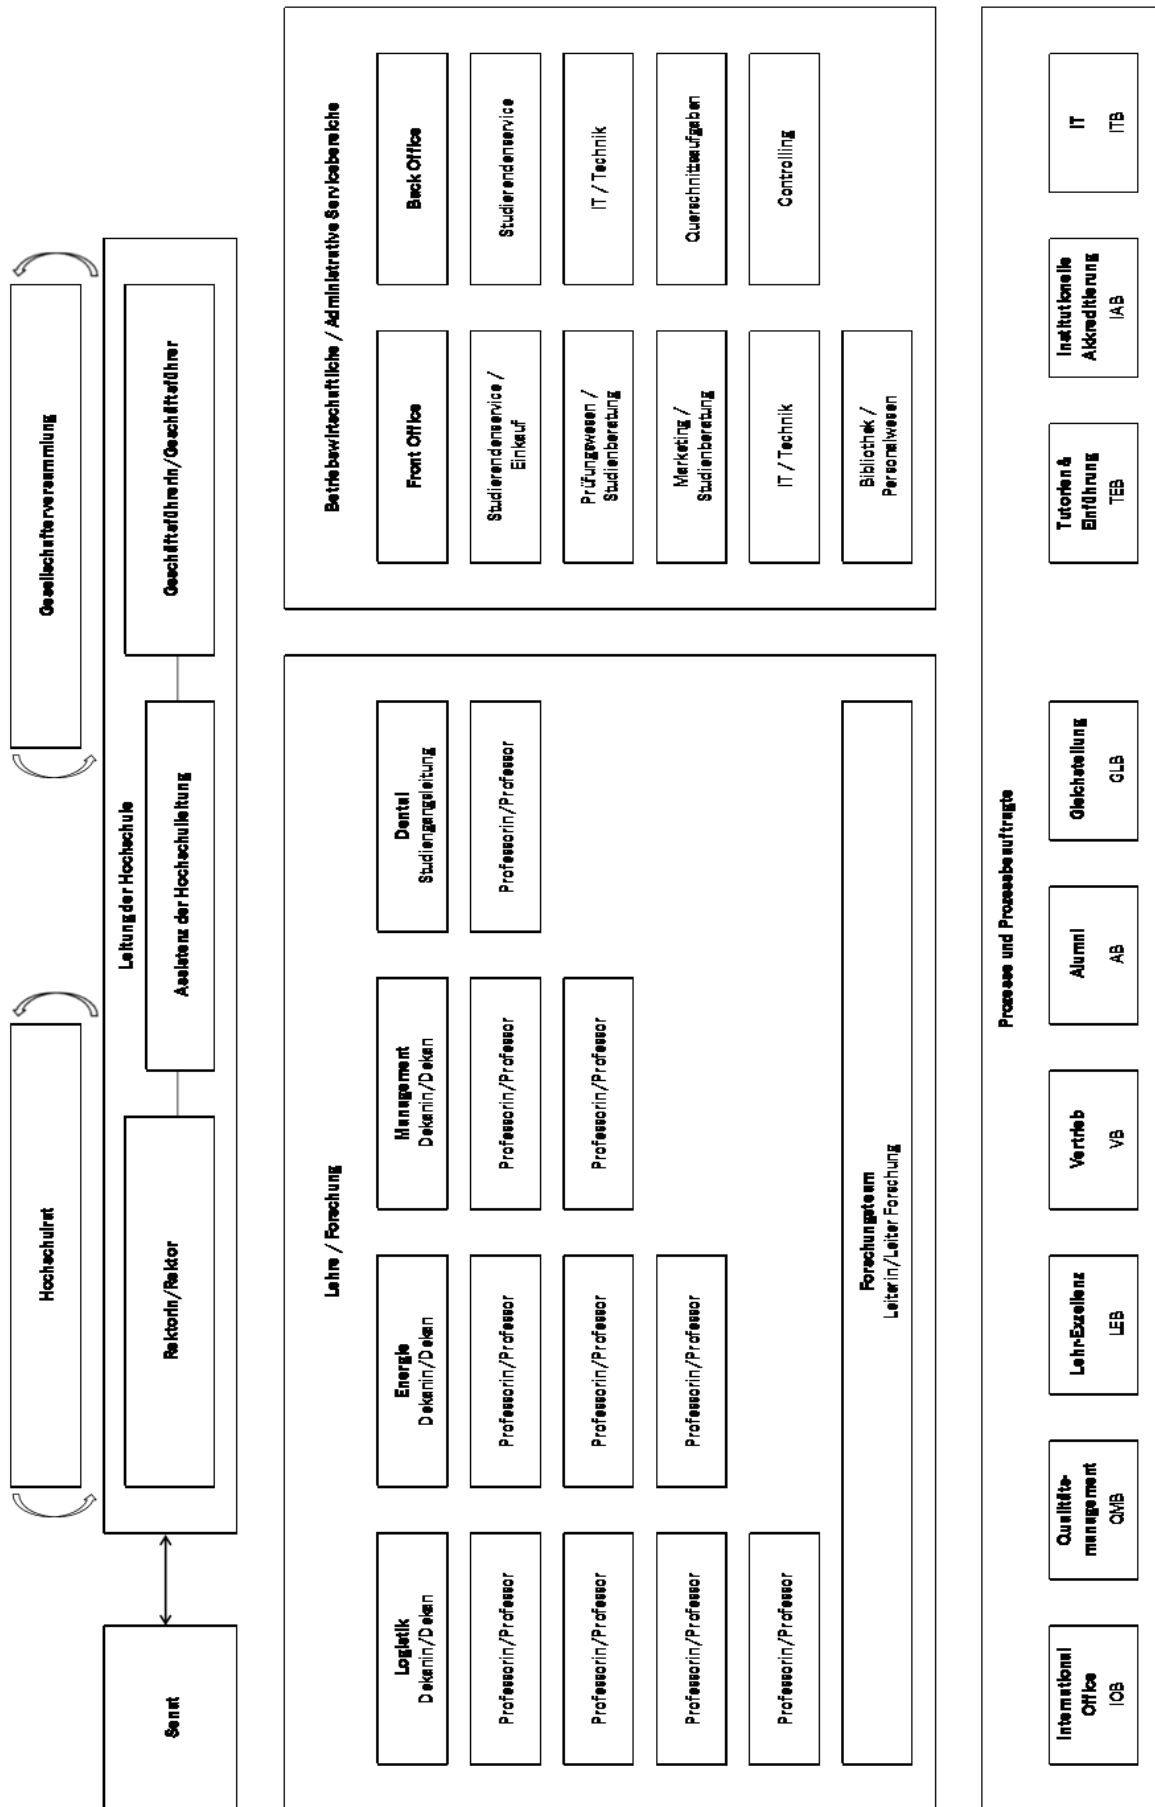 Hochschulrat
Gesellschafterversammlung
Senat
Leitung der Hochschule
Rektorin/Rektor
Assistenz der Hochschulleitung
Geschäftsführerin/Geschäftsführer
Lehre / Forschung
Logistik
Dekanin/Dekan
Professorin/Professor
Professorin/Professor
Professorin/Professor
Professorin/Professor
Energie
Dekanin/Dekan
Professorin/Professor
Professorin/Professor
Professorin/Professor
Management
Dekanin/Dekan
Professorin/Professor
Professorin/Professor
Dental
Studiengangsleitung
Professorin/Professor
Forschungsteam
Leiterin/Leiter Forschung
Betriebswirtschaftliche / Administrative Servicebereiche
Front Office
Studierendenservice /
Einkauf
Prüfungswesen /
Studienberatung
Marketing /
Studienberatung
IT / Technik
Bibliothek /
Personalwesen
Back Office
Studierendenservice
IT / Technik
Querschnittsaufgaben
Controlling
Prozesse und Prozessbeauftragte
International
Office
IOB
Qualitäts-
management
QMB
Lehr-Exzellenz
LEB
Vertrieb
VB
Alumni
AB
Gleichstellung
GLB
Tutorien &
Einführung
TEB
Institutionelle
Akkreditierung
IAB
IT
ITB